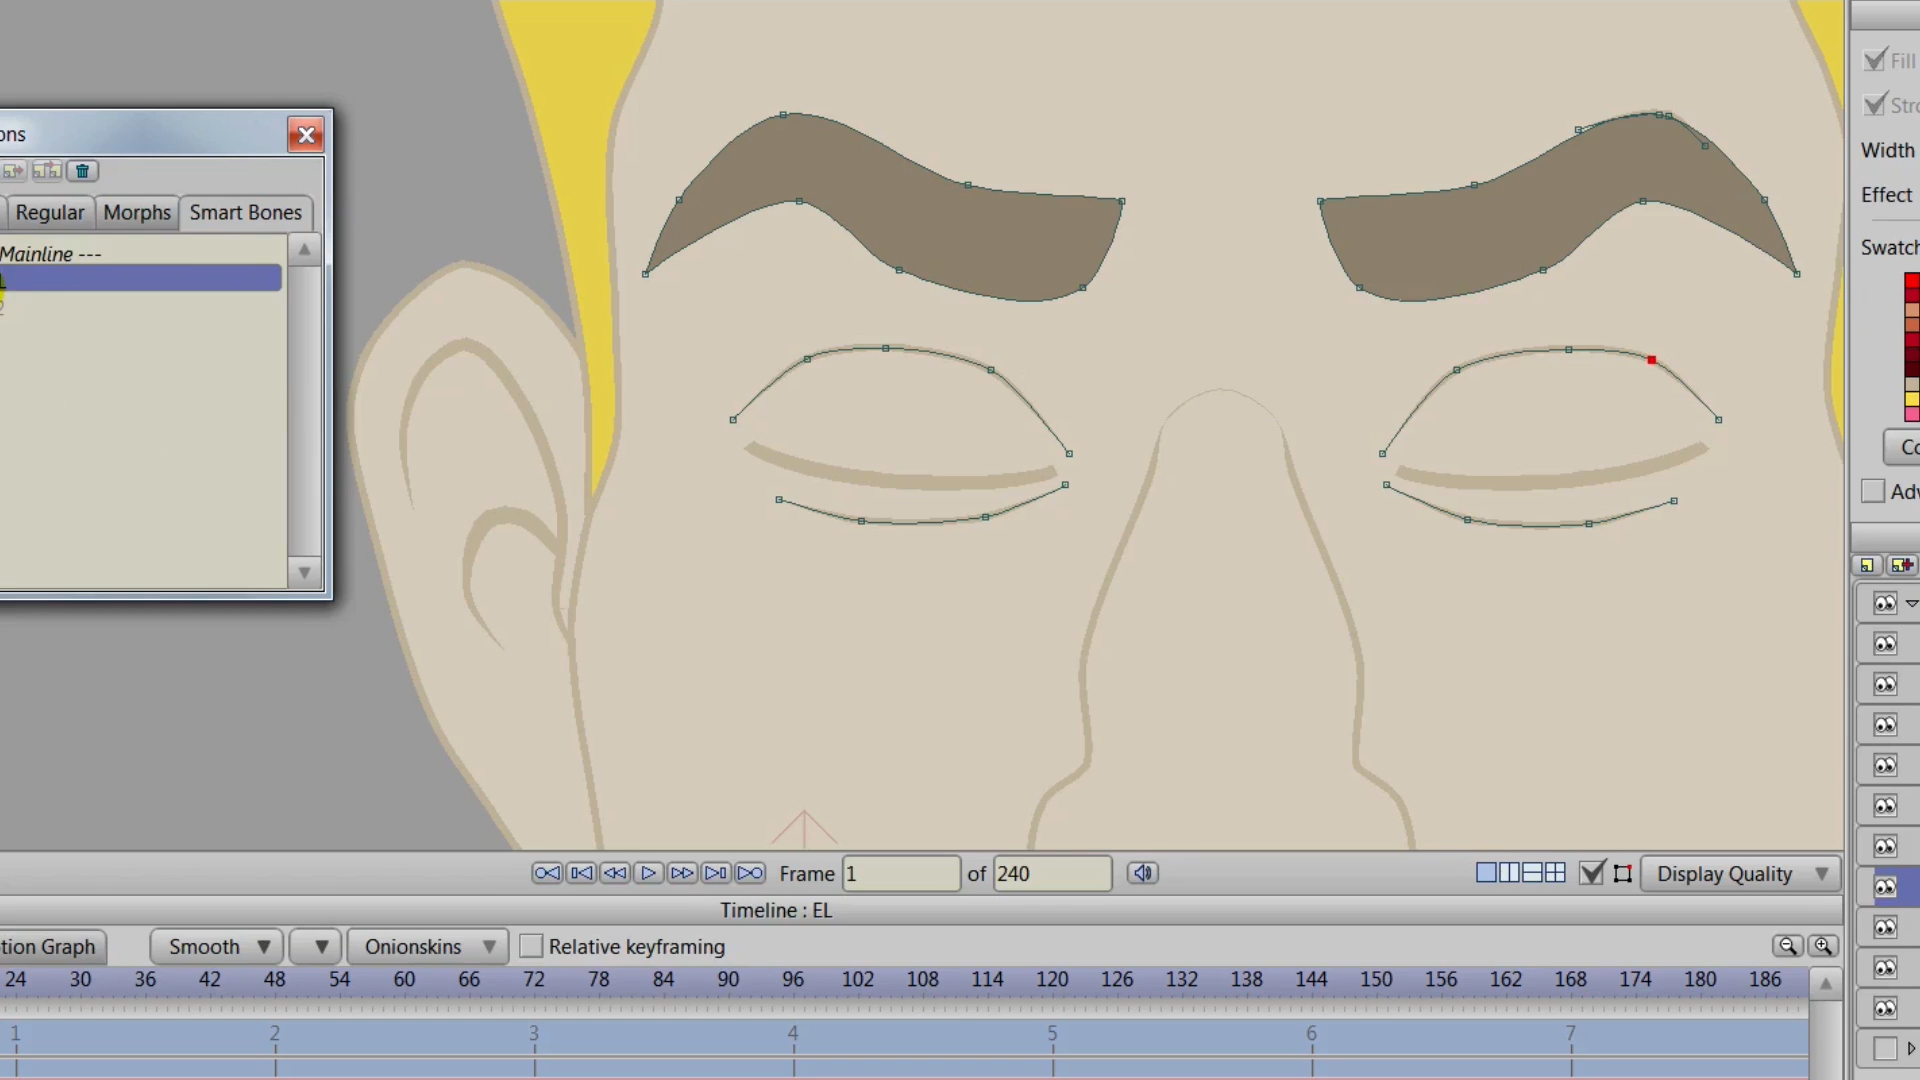 ons
Regular Morphs Smart Bones
Mainline ---
2
Fill
Stro
Width
Effect
Swatch
Co
Adv
Frame 1 of 240
Display Quality
Timeline : EL
tion Graph Smooth Onionskins Relative keyframing
24 30 36 42 48 54 60 66 72 78 84 90 96 102 108 114 120 126 132 138 144 150 156 162 168 174 180 186
1 2 3 4 5 6 7